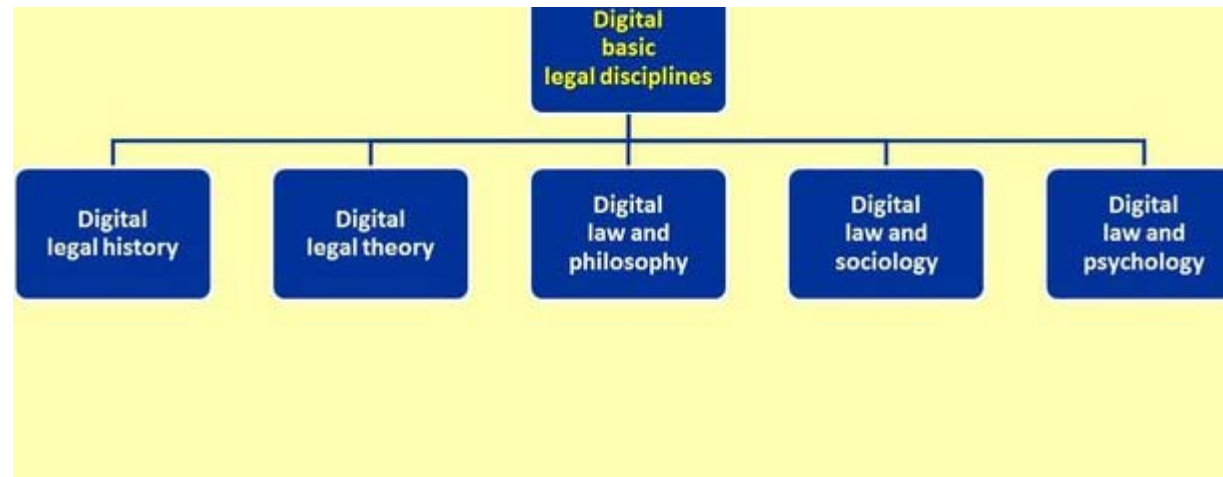 Digital
basic
legal disciplines
Digital
legal history
Digital
legal theory
Digital
law and
philosophy
Digital
law and
sociology
Digital
law and
psychology